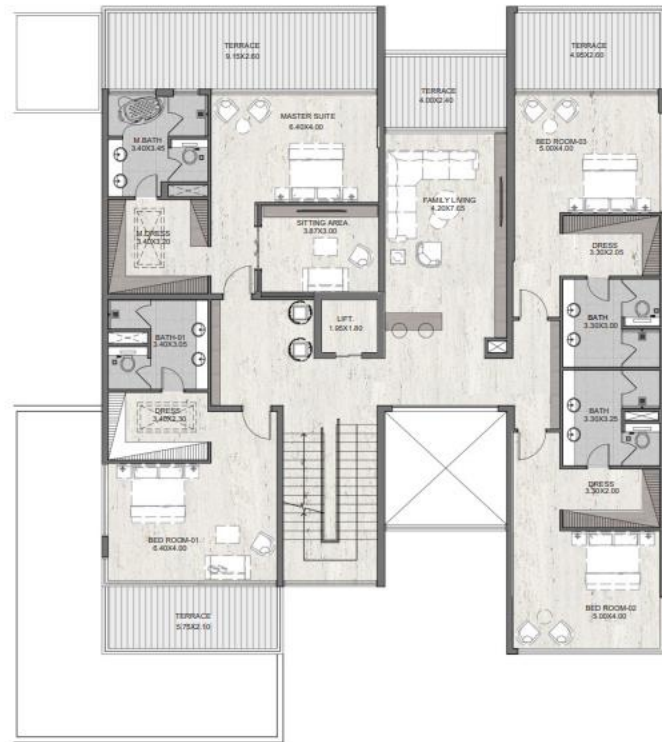 TERRACE
9.15X2.60
TERRACE
4.95X2.60
TERRACE
4.00X2.40
MASTER SUITE
6.40X4.00
M.BATH
3.40X3.45
BED ROOM-03
5.00X4.00
FAMILY LIVING
4.20X7.65
SITTING AREA
3.87X3.00
M.DRESS
3.40X3.20
DRESS
3.30X2.05
LIFT.
1.95X1.80
BATH-01
3.40X3.05
BATH
3.30X3.00
DRESS
3.40X2.30
BATH
3.30X3.25
DRESS
3.30X2.00
BED ROOM-01
6.40X4.00
BED ROOM-02
5.00X4.00
TERRACE
5.75X2.10